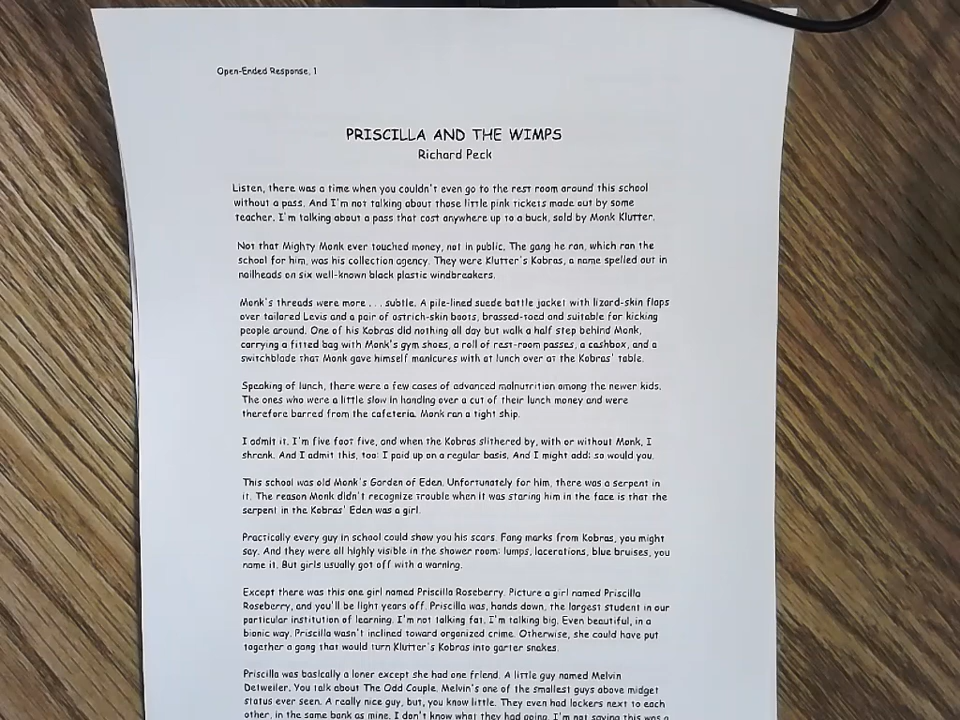 Open-Ended Response, 1
PRISCILLA AND THE WIMPS
Richard Peck
Listen, there was a time when you couldn't even go to the rest room around this school
without a pass. And I'm not talking about those little pink tickets made out by some
teacher. I'm talking about a pass that cost anywhere up to a buck, sold by Monk Klutter.
Not that Mighty Monk ever touched money, not in public. The gang he ran, which ran the
school for him, was his collection agency. They were Klutter's Kobras, a name spelled out in
nailheads on six well-known black plastic windbreakers.
Monk's threads were more . . . subtle. A pile-lined suede battle jacket with lizard-skin flaps
over tailored Levis and a pair of ostrich-skin boots, brassed-toed and suitable for kicking
people around. One of his Kobras did nothing all day but walk a half step behind Monk,
carrying a fitted bag with Monk's gym shoes, a roll of rest-room passes, a cashbox, and a
switchblade that Monk gave himself manicures with at lunch over at the Kobras' table.
Speaking of lunch, there were a few cases of advanced malnutrition among the newer kids.
The ones who were a little slow in handing over a cut of their lunch money and were
therefore barred from the cafeteria. Monk ran a tight ship.
I admit it. I'm five foot five, and when the Kobras slithered by, with or without Monk, I
shrank. And I admit this, too: I paid up on a regular basis. And I might add: so would you.
This school was old Monk's Garden of Eden. Unfortunately for him, there was a serpent in
it. The reason Monk didn't recognize trouble when it was staring him in the face is that the
serpent in the Kobras' Eden was a girl.
Practically every guy in school could show you his scars. Fang marks from Kobras, you might
say. And they were all highly visible in the shower room: lumps, lacerations, blue bruises, you
name it. But girls usually got off with a warning.
Except there was this one girl named Priscilla Roseberry. Picture a girl named Priscilla
Roseberry, and you'll be light years off. Priscilla was, hands down, the largest student in our
particular institution of learning. I'm not talking fat. I'm talking big. Even beautiful, in a
bionic way. Priscilla wasn't inclined toward organized crime. Otherwise, she could have put
together a gang that would turn Klutter's Kobras into garter snakes.
Priscilla was basically a loner except she had one friend. A little guy named Melvin
Detweiler. You talk about The Odd Couple. Melvin's one of the smallest guys above midget
status ever seen. A really nice guy, but, you know, little. They even had lockers next to each
other, in the same bank as mine. I don't know what they had going. I'm not saying this was a